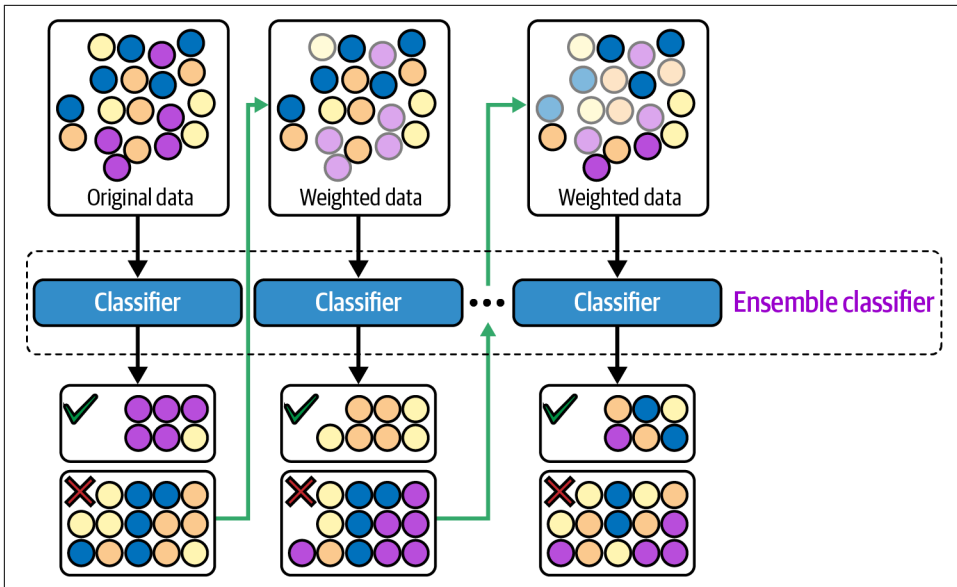 Original data
Weighted data
Weighted data
Classifier
Classifier
Classifier
Ensemble classifier